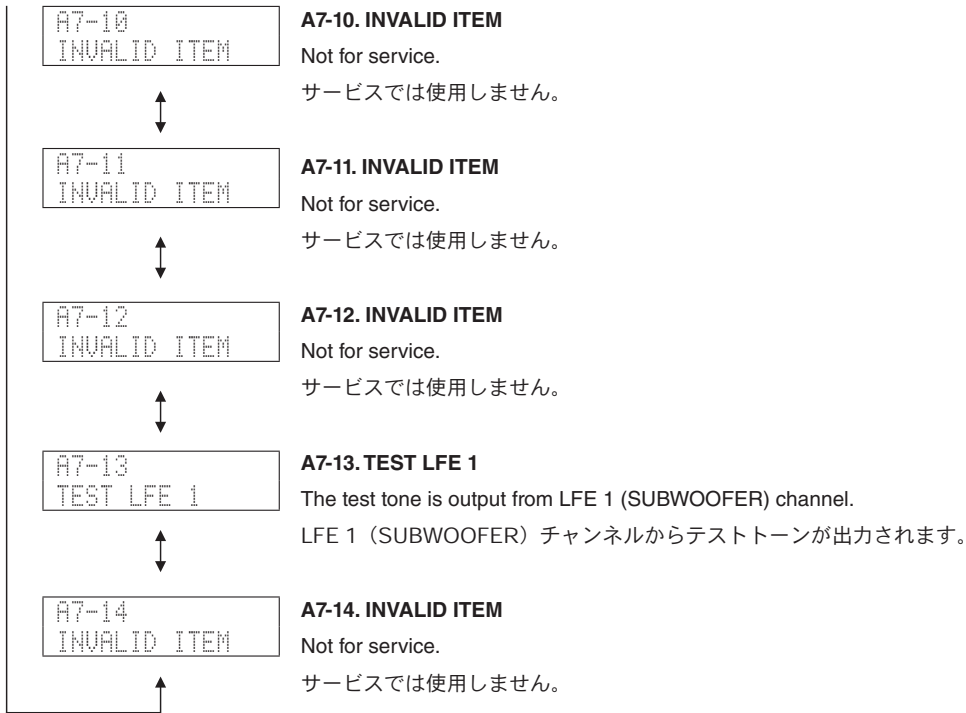 A7-10
INVALID ITEM
A7-10. INVALID ITEM
Not for service.
サービスでは使用しません。
A7-11
INVALID ITEM
A7-11. INVALID ITEM
Not for service.
サービスでは使用しません。
A7-12
INVALID ITEM
A7-12. INVALID ITEM
Not for service.
サービスでは使用しません。
A7-13
TEST LFE 1
A7-13. TEST LFE 1
The test tone is output from LFE 1 (SUBWOOFER) channel.
LFE 1（SUBWOOFER）チャンネルからテストトーンが出力されます。
A7-14
INVALID ITEM
A7-14. INVALID ITEM
Not for service.
サービスでは使用しません。